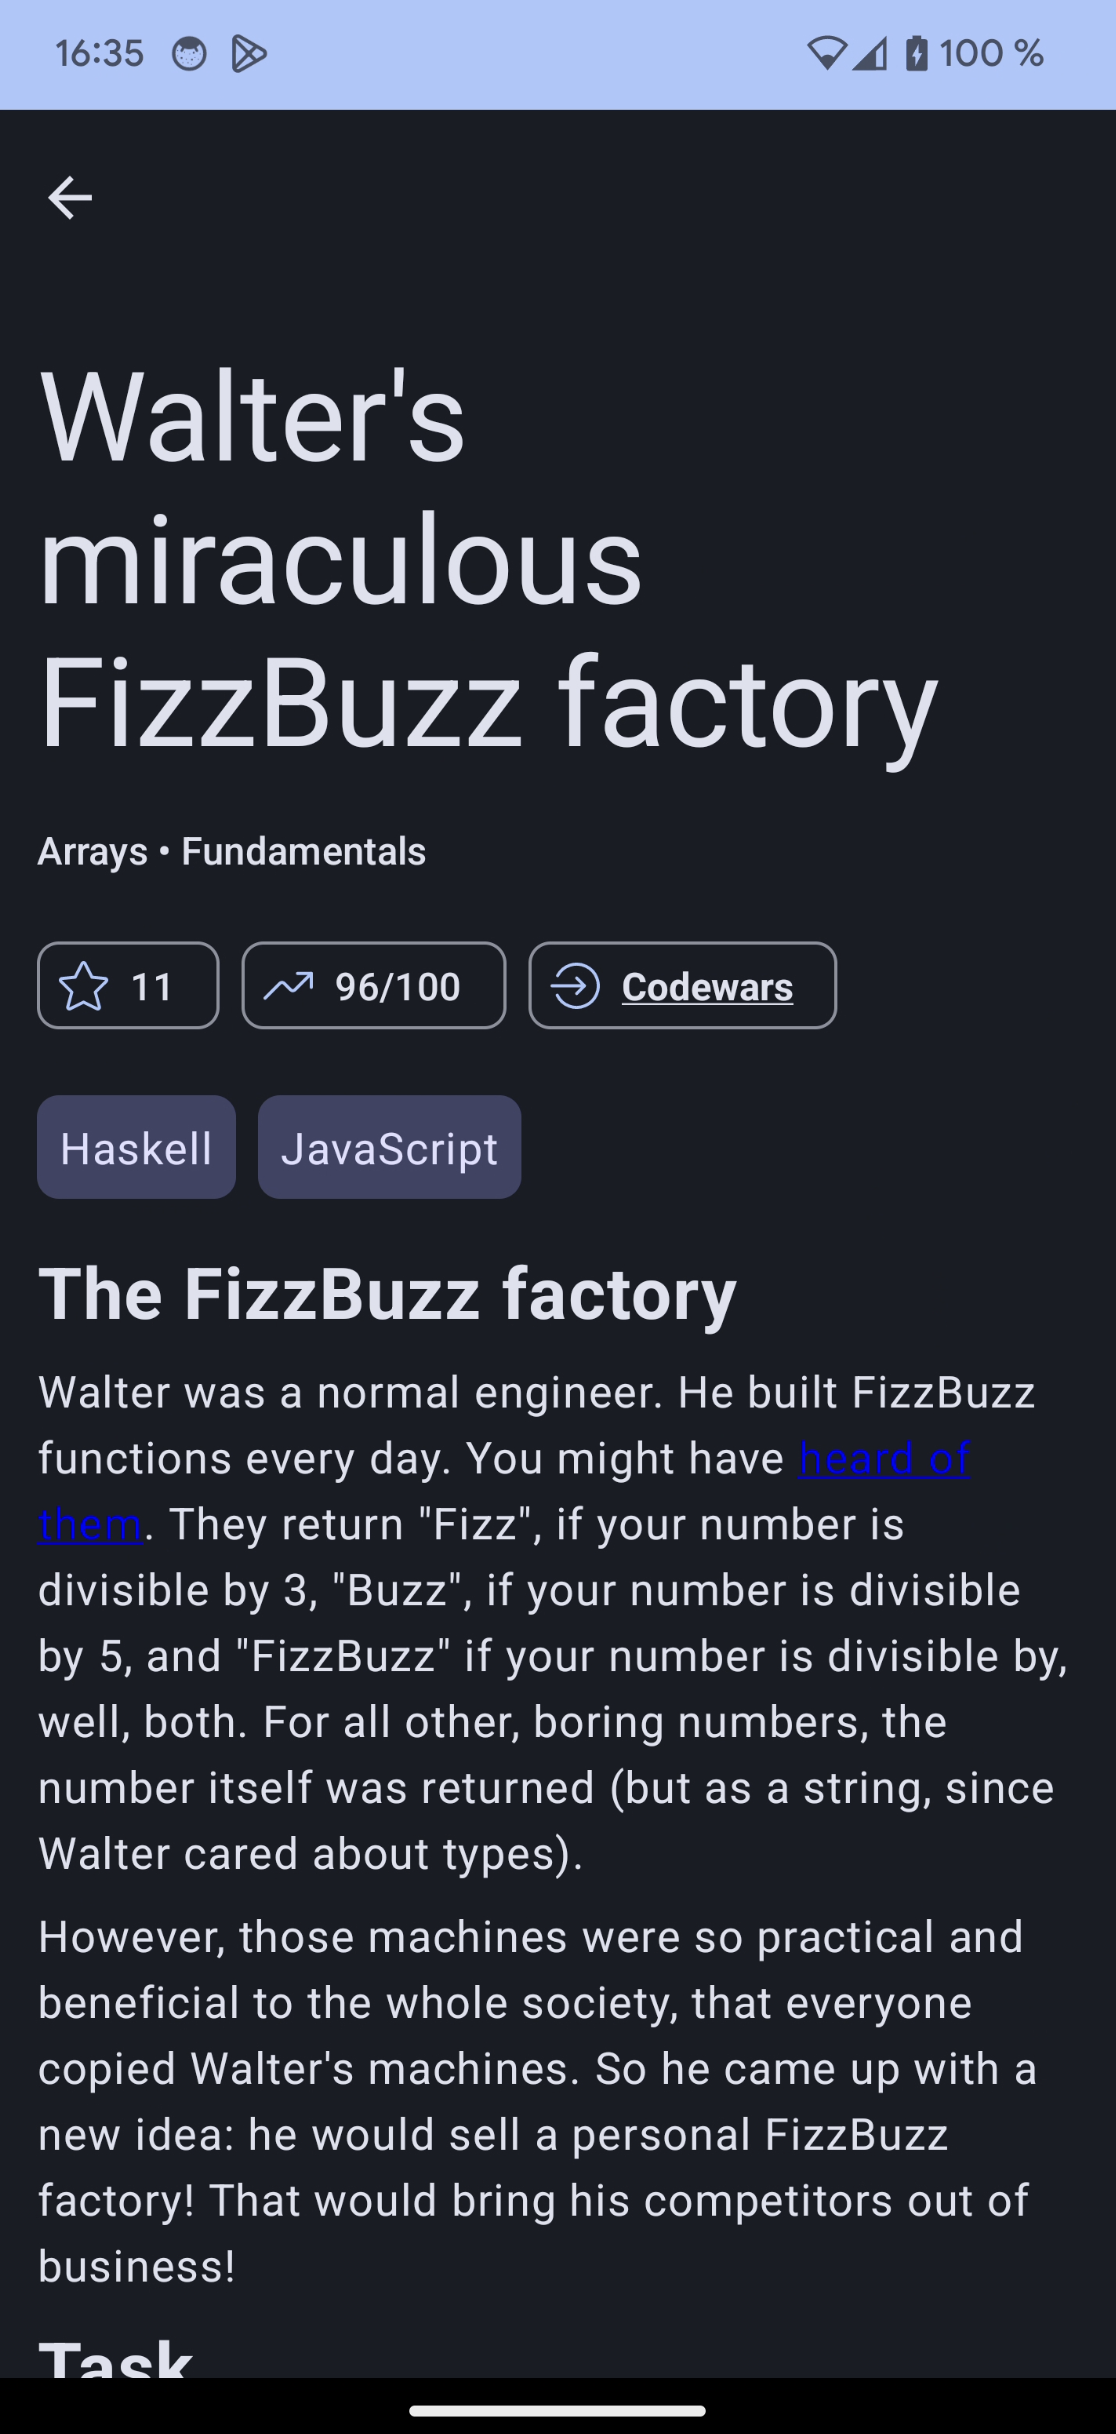 16:35
100 %
Walter's
miraculous
FizzBuzz factory
Arrays • Fundamentals
11
96/100
Codewars
Haskell
JavaScript
The FizzBuzz factory
Walter was a normal engineer. He built FizzBuzz
functions every day. You might have heard of
them. They return "Fizz", if your number is
divisible by 3, "Buzz", if your number is divisible
by 5, and "FizzBuzz" if your number is divisible by,
well, both. For all other, boring numbers, the
number itself was returned (but as a string, since
Walter cared about types).
However, those machines were so practical and
beneficial to the whole society, that everyone
copied Walter's machines. So he came up with a
new idea: he would sell a personal FizzBuzz
factory! That would bring his competitors out of
business!
Task